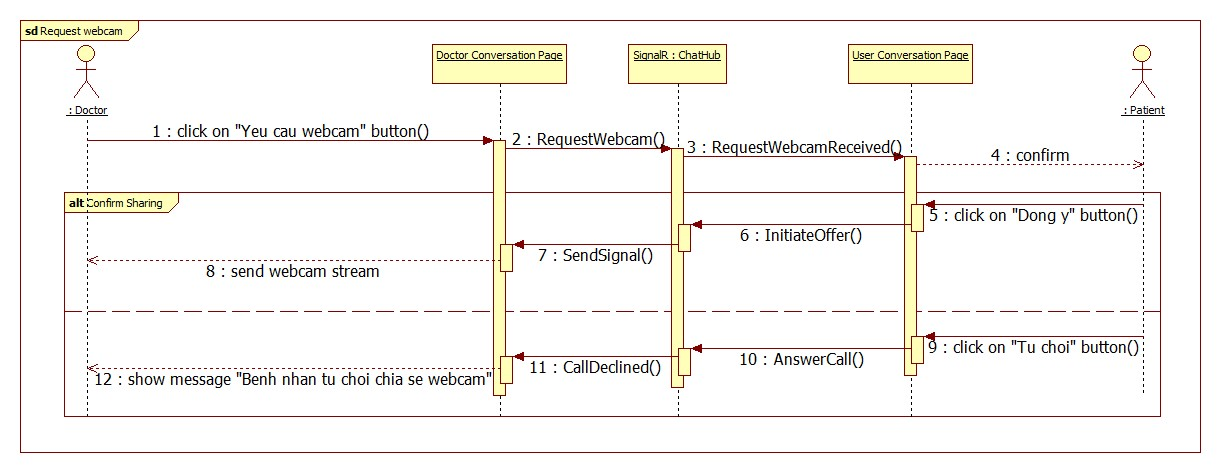 sd Request webcam
Doctor Conversation Page
SignalR : ChatHub
User Conversation Page
: Doctor
: Patient
1 : click on "Yeu cau webcam" button()
2 : RequestWebcam()
3 : RequestWebcamReceived()
4 : confirm
alt Confirm Sharing
5 : click on "Dong y" button()
6 : InitiateOffer()
7 : SendSignal()
8 : send webcam stream
9 : click on "Tu choi" button()
10 : AnswerCall()
11 : CallDeclined()
12 : show message "Benh nhan tu choi chia se webcam"